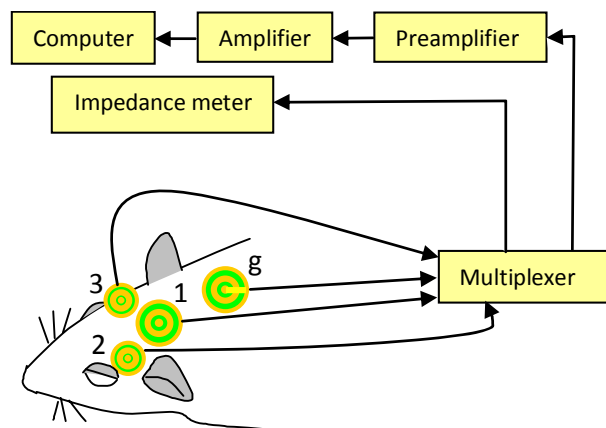 Computer
Amplifier
Preamplifier
Impedance meter
Multiplexer
3
1
g
2